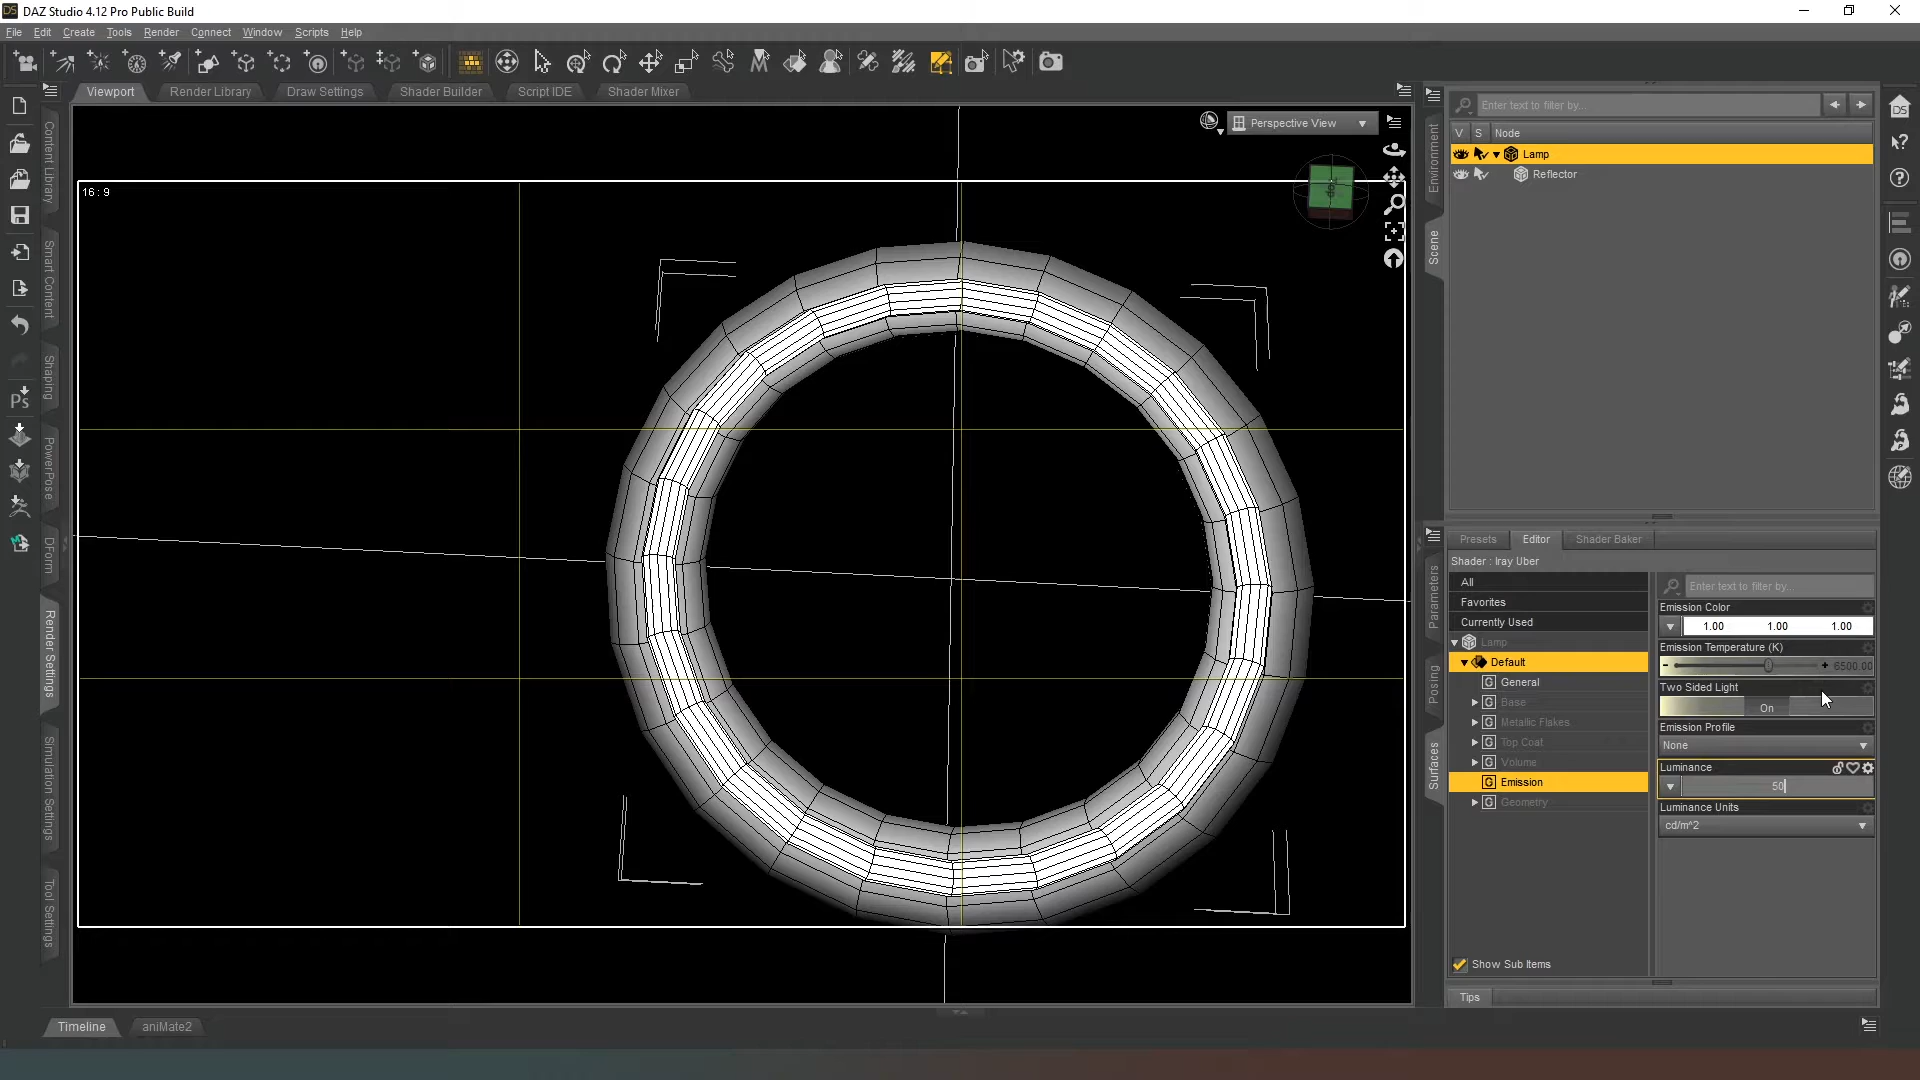 DAZ Studio 4.12 Pro Public Build
File Edit Create Tools Render Connect Window Scripts Help
Viewport Render Library Draw Settings Shader Builder Script IDE Shader Mixer
Perspective View
16 : 9
Content Library
Smart Content
Shaping
PowerPose
DForm
Render Settings
Simulation Settings
Tool Settings
Environment
Scene
Enter text to filter by...
V S Node
Lamp
Reflector
Parameters
Posing
Surfaces
Presets Editor Shader Baker
Shader : Iray Uber
All
Favorites
Currently Used
Lamp
Default
G General
G Base
G Metallic Flakes
G Top Coat
G Volume
G Emission
G Geometry
Show Sub Items
Enter text to filter by...
Emission Color
1.00 1.00 1.00
Emission Temperature (K)
- + 6500.00
Two Sided Light
On
Emission Profile
None
Luminance
50
Luminance Units
cd/m^2
Tips
Timeline aniMate2